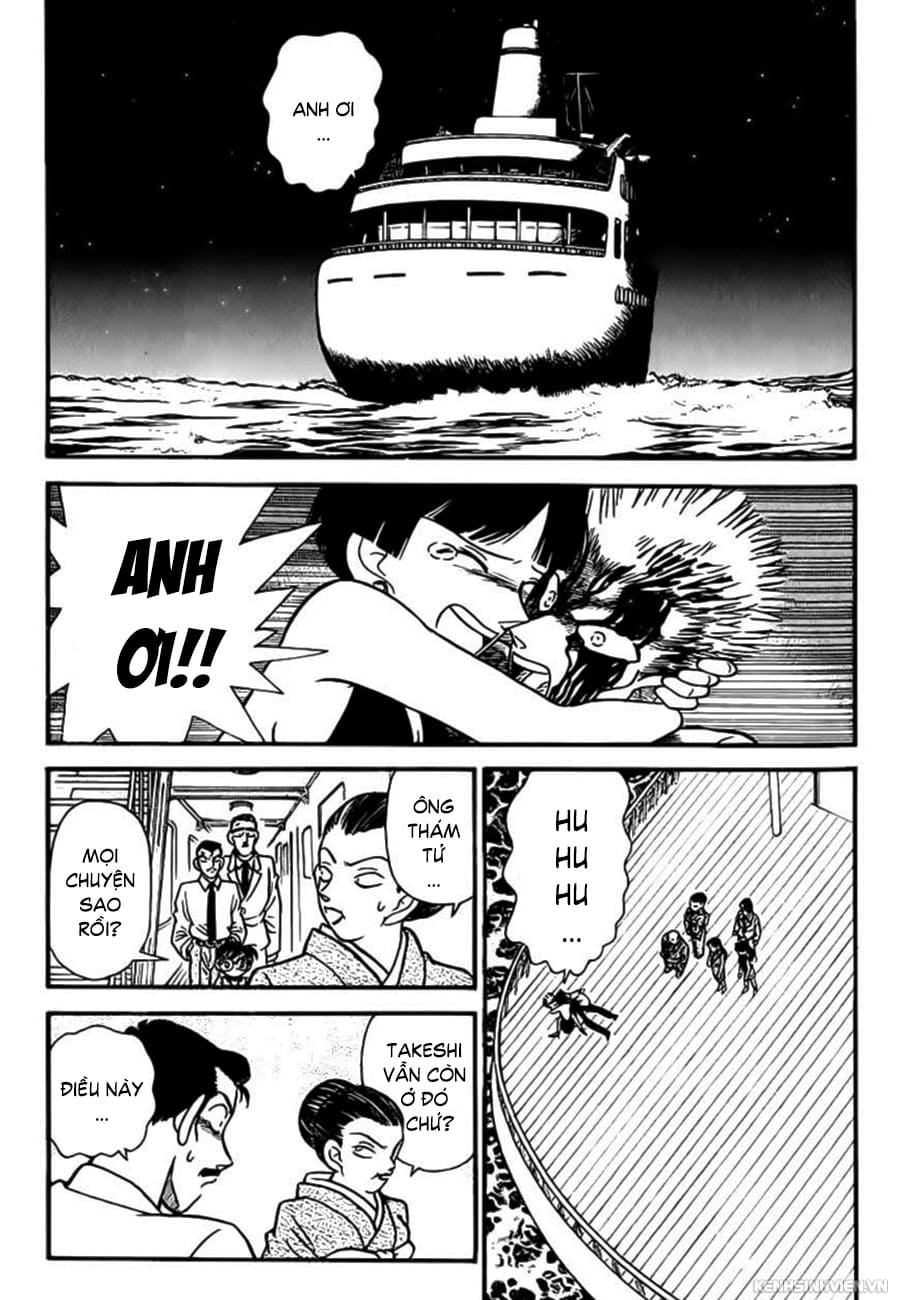 ANH ƠI
...
ANH
ƠI!!
ÔNG
THÁM
TỬ
...
MỌI
CHUYỆN
SAO
RỒI?
TAKESHI
VẪN CÒN
Ở ĐÓ
CHỨ?
ĐIỀU NÀY
...
HU
HU
HU
...
KENHSINHVIEN.VN